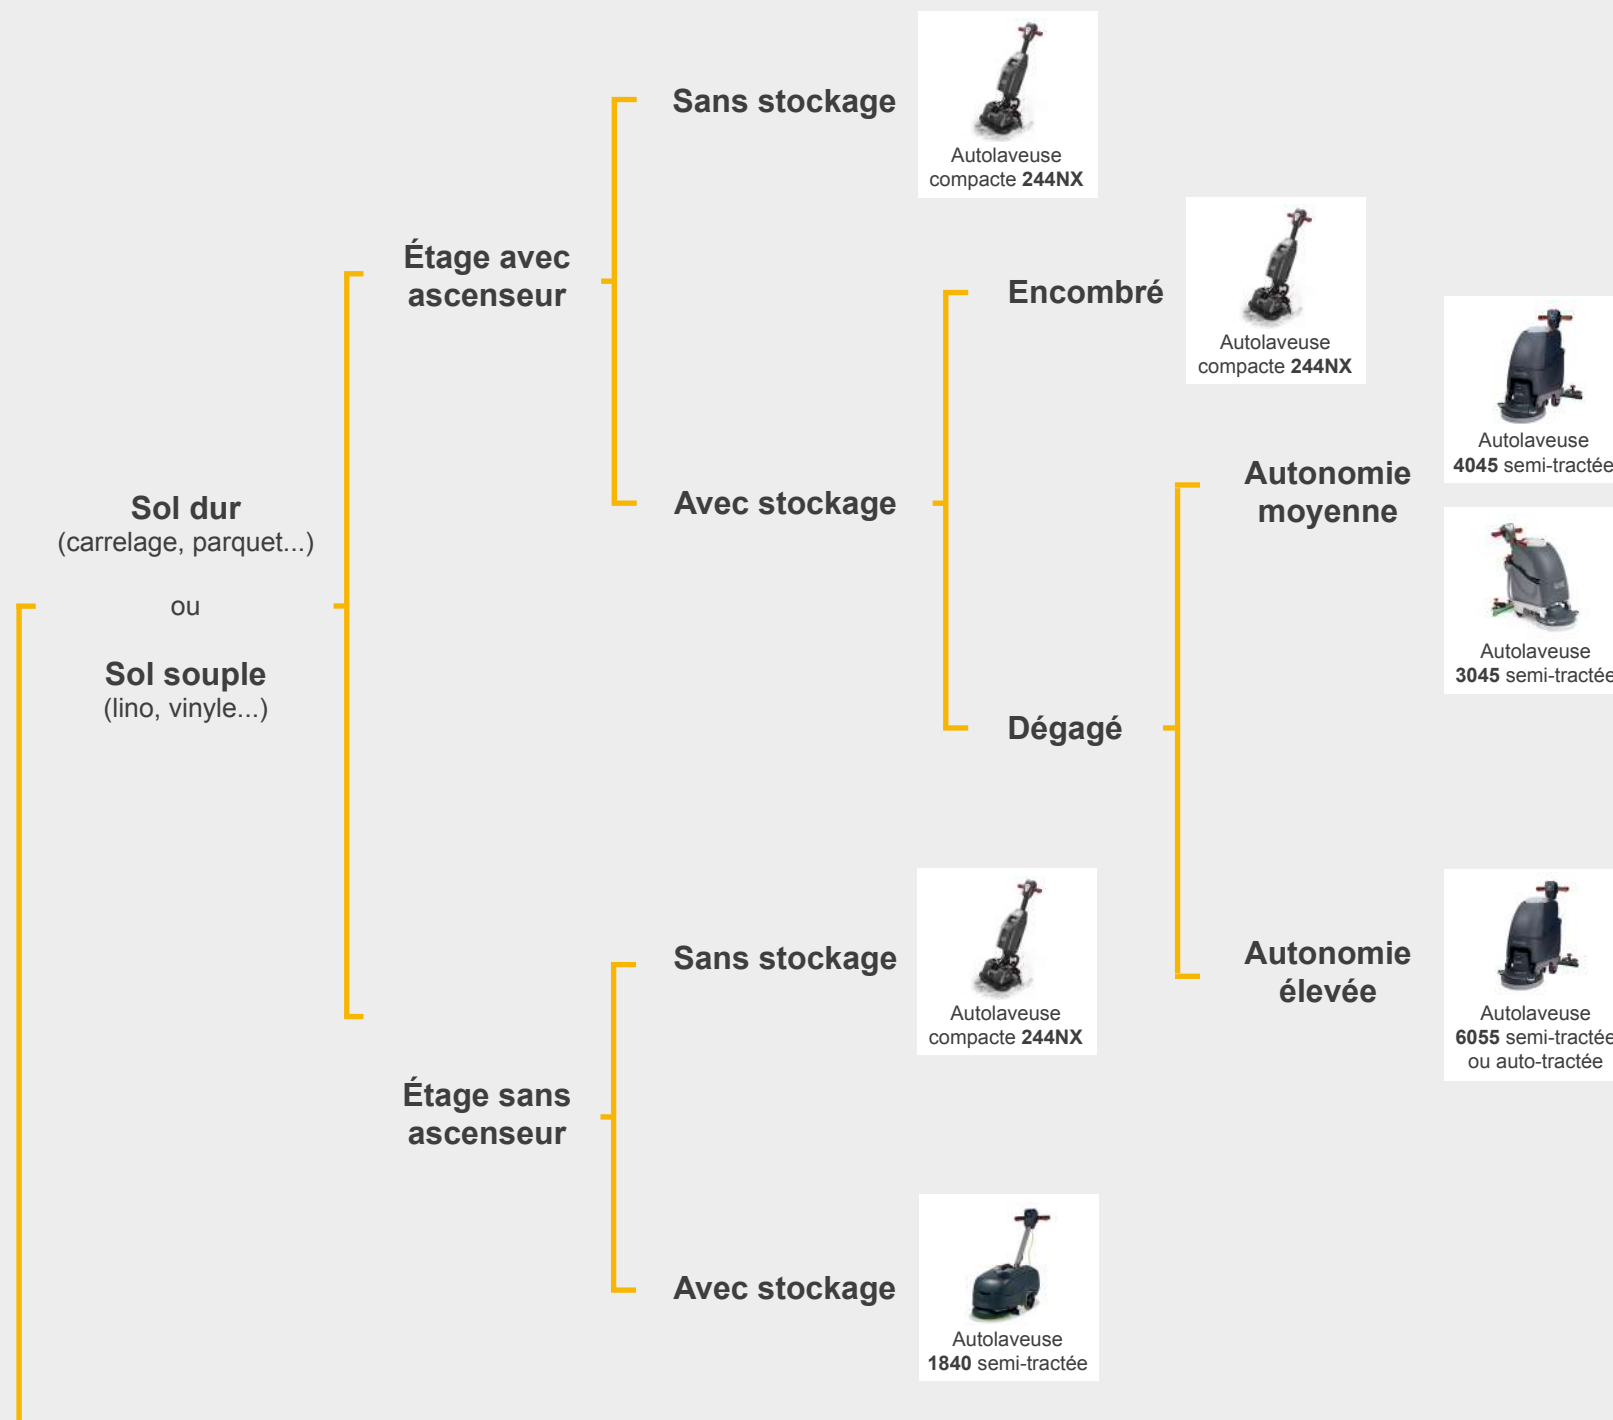 Sans stockage
Autolaveuse
compacte 244NX
Étage avec
ascenseur
Encombré
Autolaveuse
compacte 244NX
Autolaveuse
4045 semi-tractée
Autonomie
moyenne
Avec stockage
Sol dur
(carrelage, parquet...)
ou
Sol souple
(lino, vinyle...)
Autolaveuse
3045 semi-tractée
Dégagé
Sans stockage
Autolaveuse
compacte 244NX
Autonomie
élevée
Autolaveuse
6055 semi-tractée
ou auto-tractée
Étage sans
ascenseur
Avec stockage
Autolaveuse
1840 semi-tractée